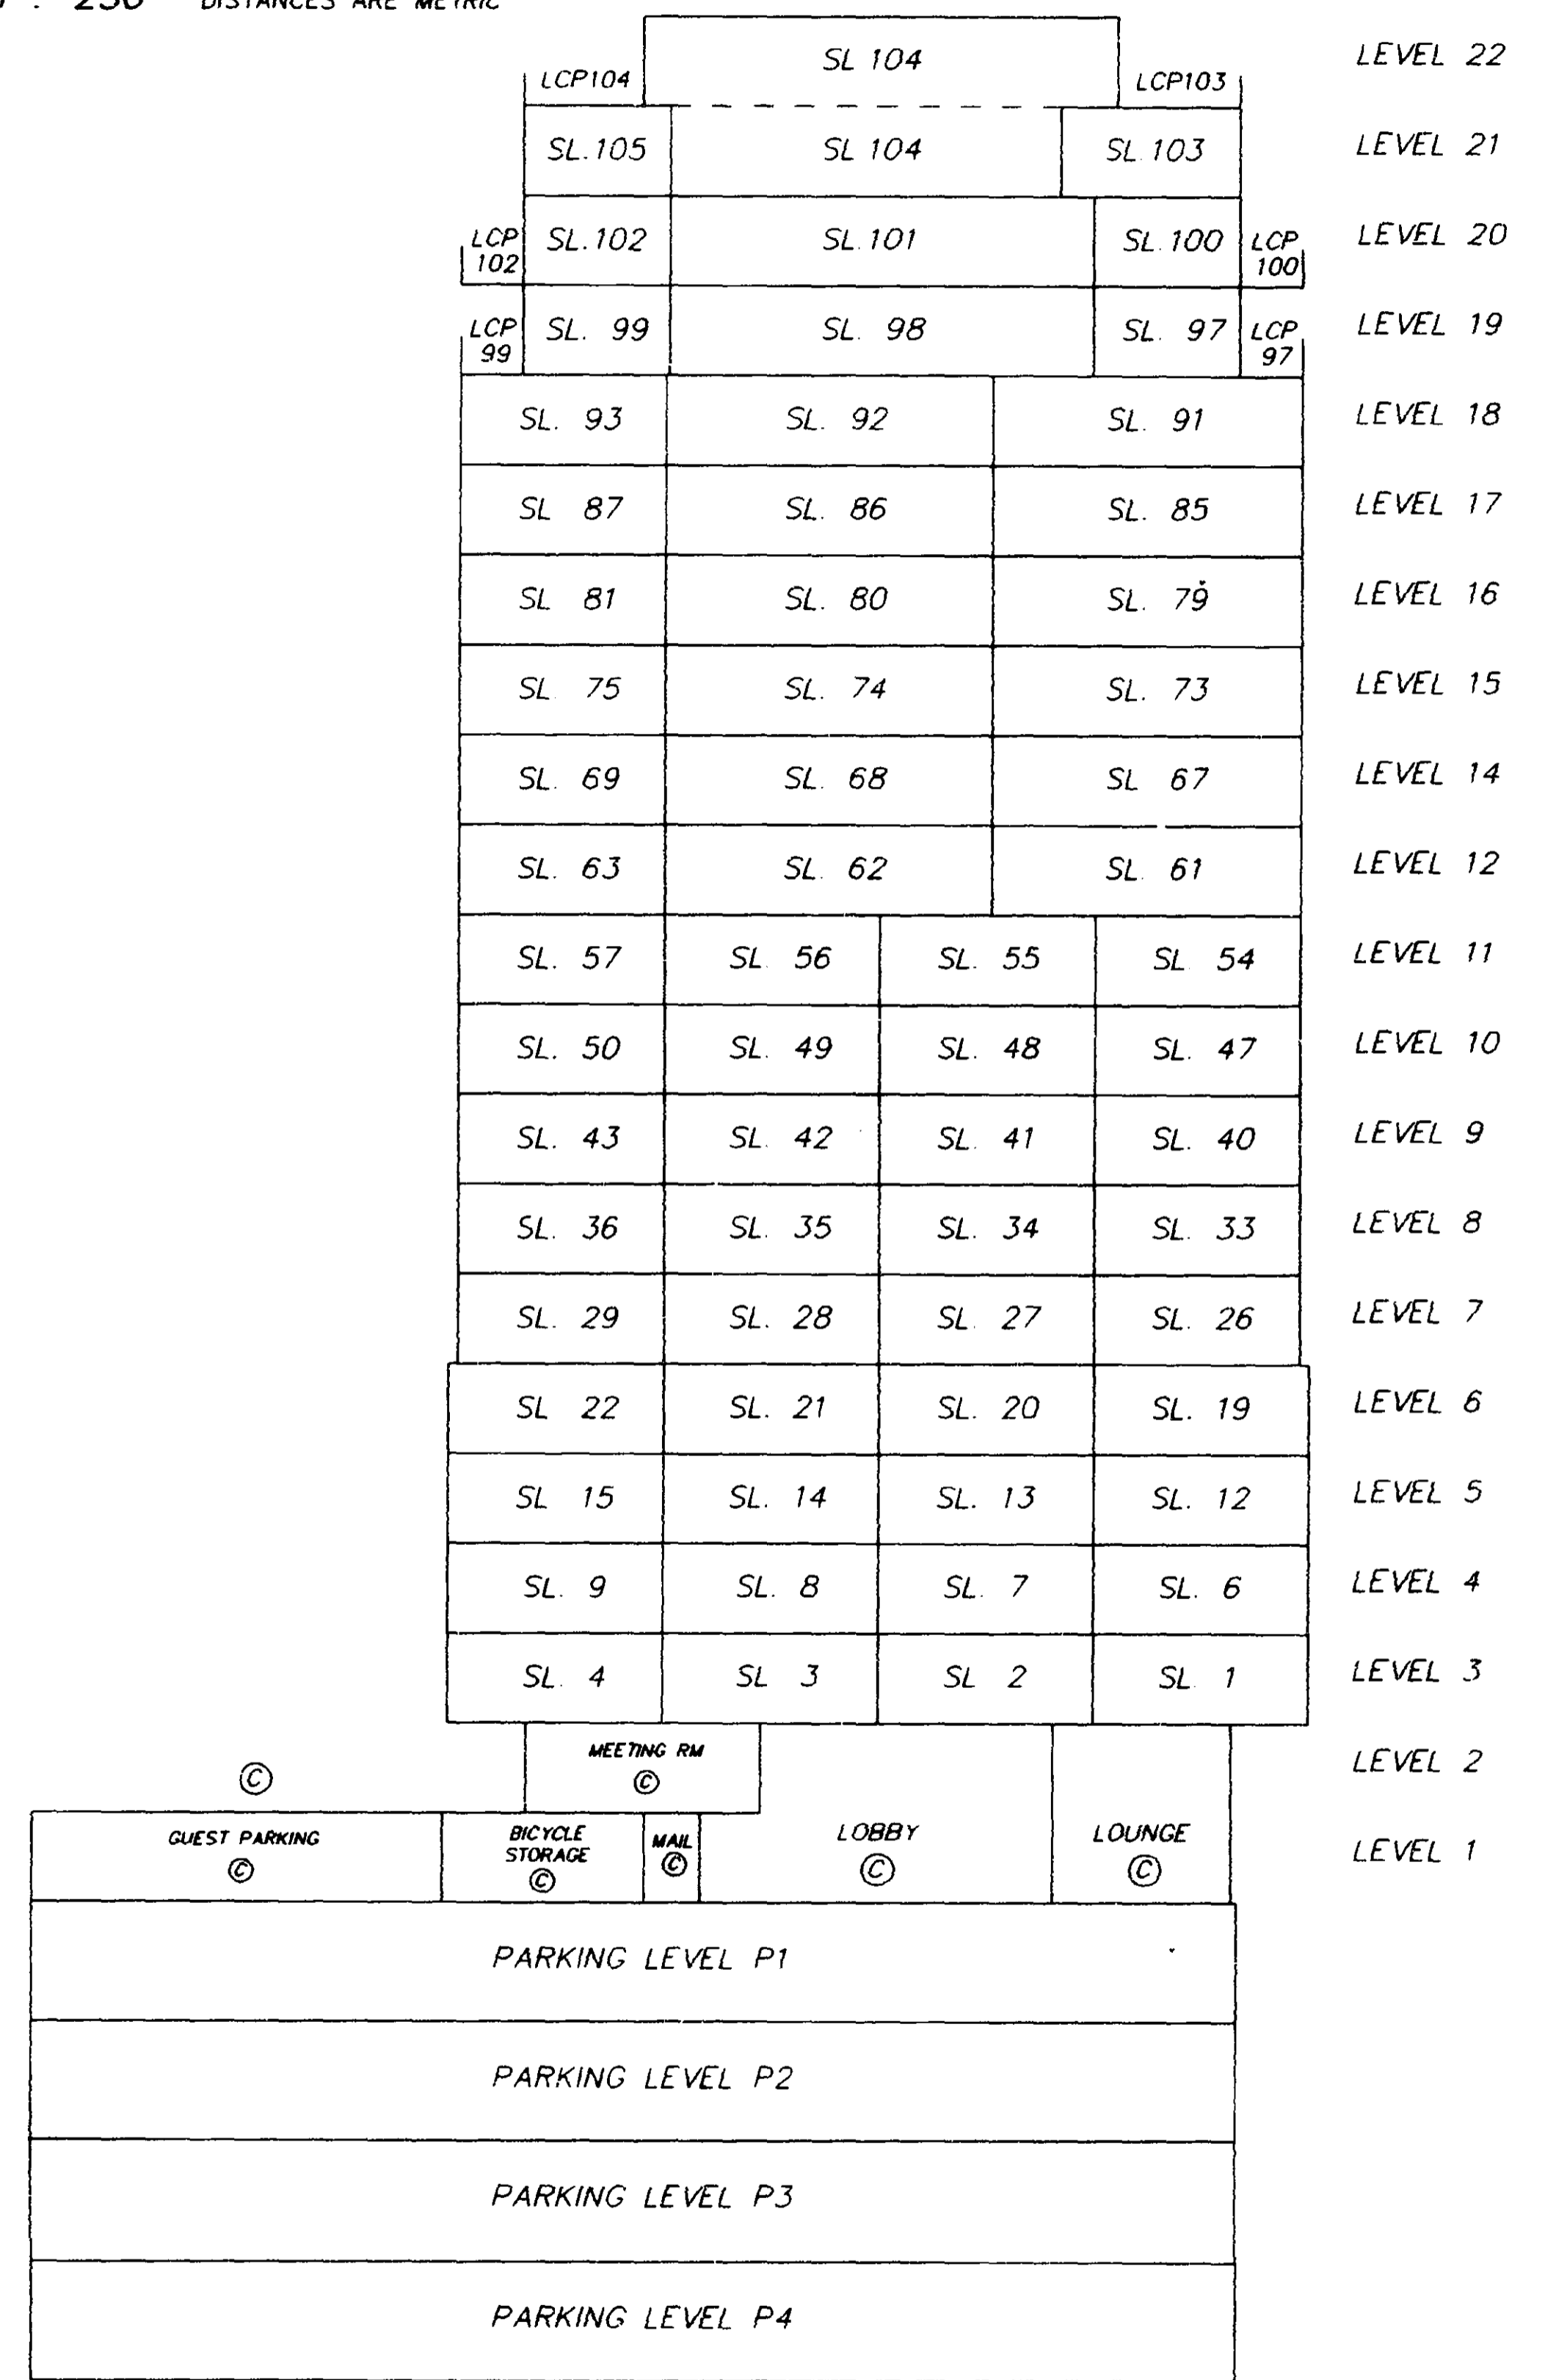 DISTANCES ARE METRIC
SL 104 LEVEL 22
LCP104 LCP103
SL.105 SL 104 SL.103 LEVEL 21
LCP 102 SL.102 SL.101 SL.100 LCP 100 LEVEL 20
LCP 99 SL. 99 SL. 98 SL. 97 LCP 97 LEVEL 19
SL. 93 SL. 92 SL. 91 LEVEL 18
SL 87 SL. 86 SL. 85 LEVEL 17
SL 81 SL. 80 SL. 79 LEVEL 16
SL 75 SL. 74 SL. 73 LEVEL 15
SL. 69 SL. 68 SL 67 LEVEL 14
SL. 63 SL. 62 SL. 61 LEVEL 12
SL. 57 SL. 56 SL. 55 SL 54 LEVEL 11
SL. 50 SL. 49 SL. 48 SL. 47 LEVEL 10
SL. 43 SL. 42 SL. 41 SL. 40 LEVEL 9
SL. 36 SL. 35 SL. 34 SL. 33 LEVEL 8
SL. 29 SL. 28 SL. 27 SL. 26 LEVEL 7
SL 22 SL. 21 SL. 20 SL. 19 LEVEL 6
SL 15 SL. 14 SL. 13 SL. 12 LEVEL 5
SL. 9 SL. 8 SL. 7 SL. 6 LEVEL 4
SL. 4 SL 3 SL 2 SL. 1 LEVEL 3
MEETING RM LEVEL 2
© ©
GUEST PARKING BICYCLE STORAGE MAIL LOBBY LOUNGE LEVEL 1
© © © © ©
PARKING LEVEL P1
PARKING LEVEL P2
PARKING LEVEL P3
PARKING LEVEL P4